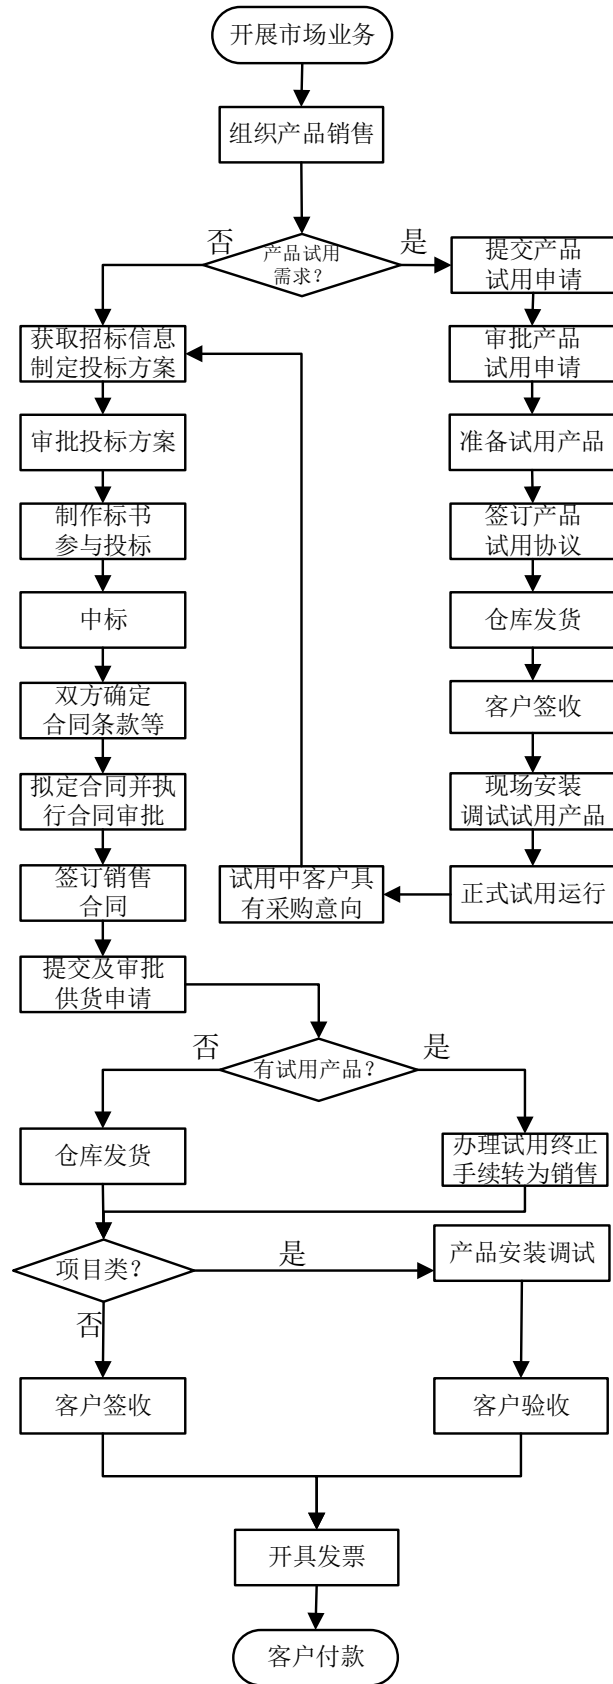 开展市场业务
组织产品销售
否
产品试用
需求？
是
提交产品
试用申请
获取招标信息
制定投标方案
审批产品
试用申请
审批投标方案
准备试用产品
制作标书
参与投标
签订产品
试用协议
中标
仓库发货
双方确定
合同条款等
客户签收
拟定合同并执
行合同审批
现场安装
调试试用产品
签订销售
合同
试用中客户具
有采购意向
正式试用运行
提交及审批
供货申请
否
有试用产品？
是
仓库发货
办理试用终止
手续转为销售
项目类？
是
产品安装调试
否
客户签收
客户验收
开具发票
客户付款